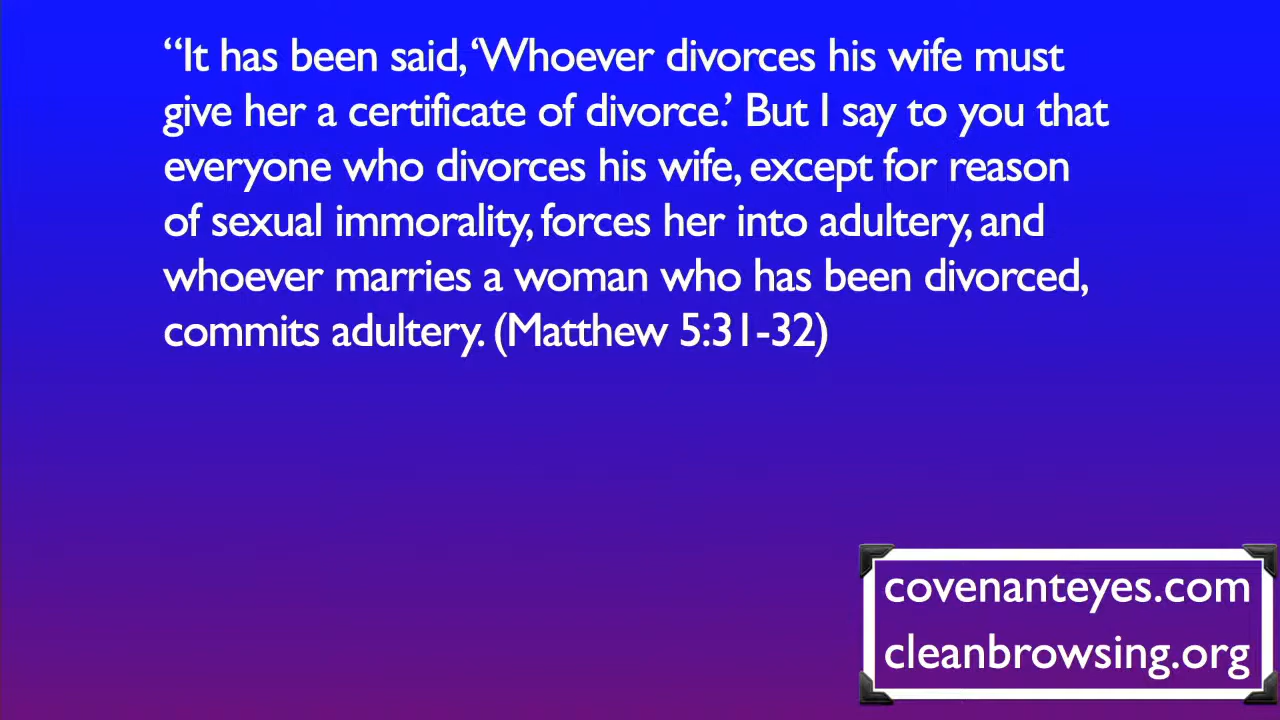 “It has been said, ‘Whoever divorces his wife must
give her a certificate of divorce.’ But I say to you that
everyone who divorces his wife, except for reason
of sexual immorality, forces her into adultery, and
whoever marries a woman who has been divorced,
commits adultery. (Matthew 5:31-32)
covenanteyes.com
cleanbrowsing.org